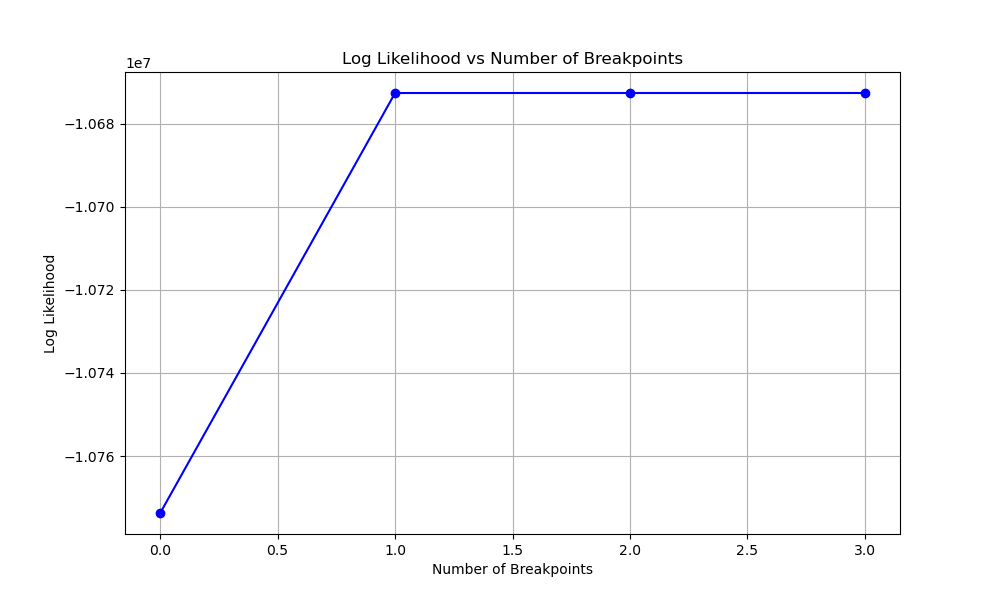 Log Likelihood vs Number of Breakpoints
1e7
−1.068
−1.070
−1.072
−1.074
−1.076
Log Likelihood
0.0 0.5 1.0 1.5 2.0 2.5 3.0
Number of Breakpoints